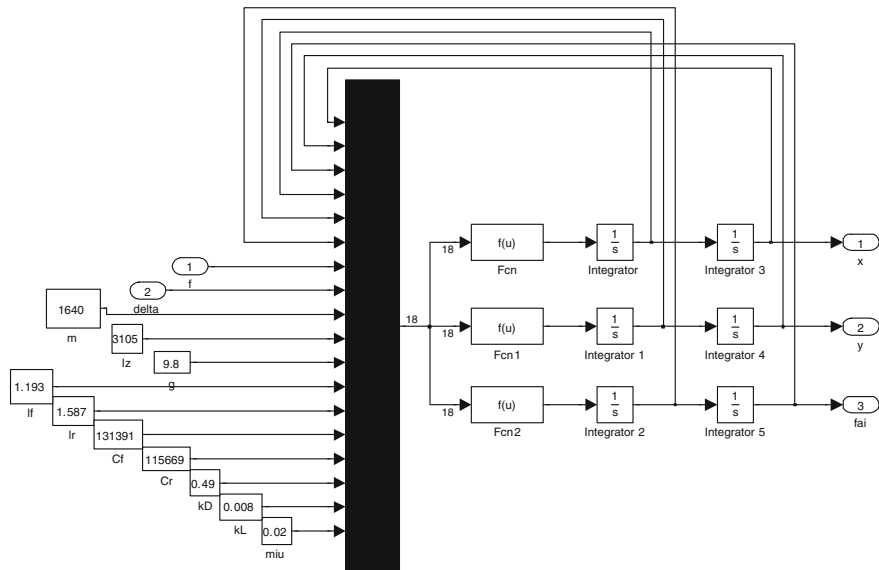 1
f
2
delta
1640
m
3105
Iz
9.8
g
1.193
lf
1.587
lr
131391
Cf
115669
Cr
0.49
kD
0.008
kL
0.02
miu
18
18
f(u)
Fcn
1
s
Integrator
1
s
Integrator 3
1
x
18
f(u)
Fcn1
1
s
Integrator 1
1
s
Integrator 4
2
y
18
f(u)
Fcn2
1
s
Integrator 2
1
s
Integrator 5
3
fai